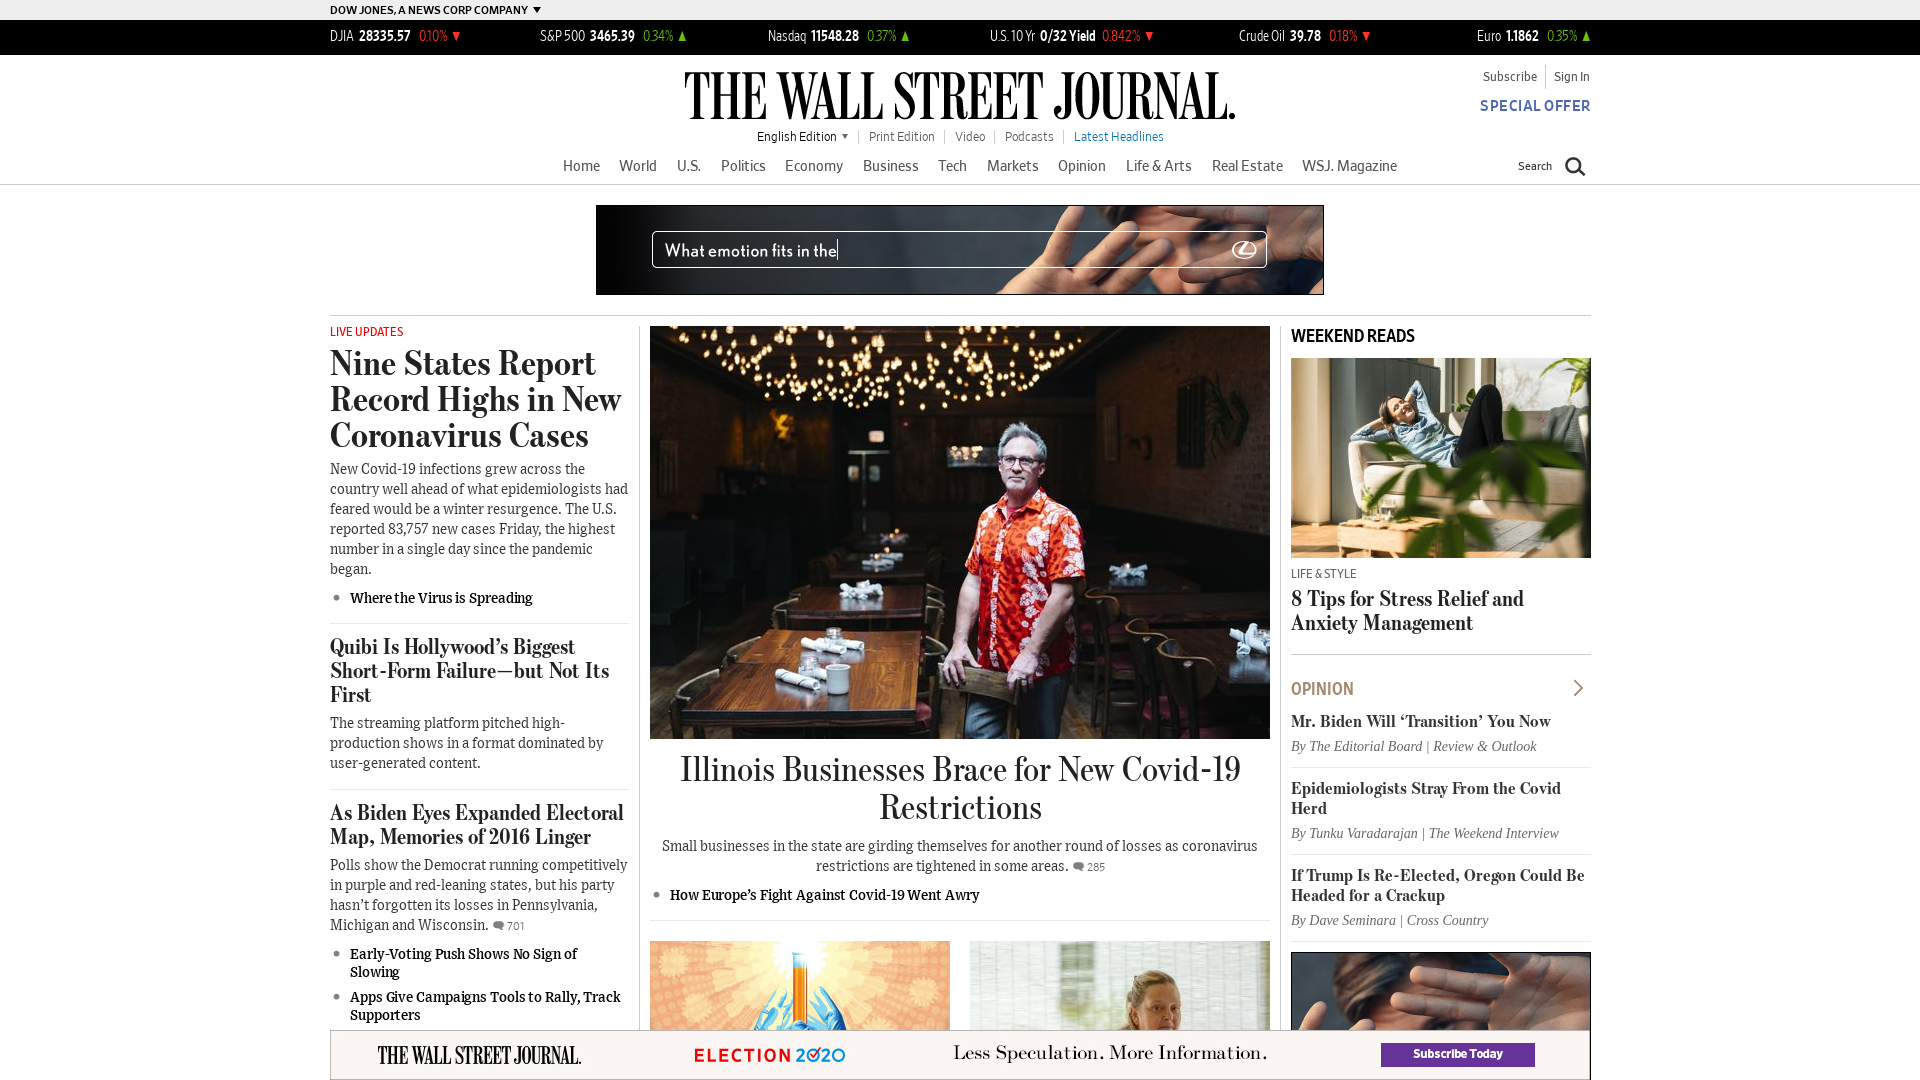 DOW JONES, A NEWS CORP COMPANY
DJIA 28335.57 0.10% S&P 500 3465.39 0.34% Nasdaq 11548.28 0.37% U.S. 10 Yr 0/32 Yield 0.842% Crude Oil 39.78 0.18% Euro 1.1862 0.35%
Subscribe Sign In
THE WALL STREET JOURNAL.
SPECIAL OFFER
English Edition Print Edition Video Podcasts Latest Headlines
Home World U.S. Politics Economy Business Tech Markets Opinion Life & Arts Real Estate WSJ. Magazine Search
What emotion fits in the
LIVE UPDATES
Nine States Report
Record Highs in New
Coronavirus Cases
New Covid-19 infections grew across the
country well ahead of what epidemiologists had
feared would be a winter resurgence. The U.S.
reported 83,757 new cases Friday, the highest
number in a single day since the pandemic
began.
Where the Virus is Spreading
Quibi Is Hollywood’s Biggest
Short-Form Failure—but Not Its
First
The streaming platform pitched high-
production shows in a format dominated by
user-generated content.
As Biden Eyes Expanded Electoral
Map, Memories of 2016 Linger
Polls show the Democrat running competitively
in purple and red-leaning states, but his party
hasn’t forgotten its losses in Pennsylvania,
Michigan and Wisconsin. 701
Early-Voting Push Shows No Sign of
Slowing
Apps Give Campaigns Tools to Rally, Track
Supporters
Illinois Businesses Brace for New Covid-19
Restrictions
Small businesses in the state are girding themselves for another round of losses as coronavirus
restrictions are tightened in some areas. 285
How Europe’s Fight Against Covid-19 Went Awry
WEEKEND READS
LIFE & STYLE
8 Tips for Stress Relief and
Anxiety Management
OPINION
Mr. Biden Will ‘Transition’ You Now
By The Editorial Board | Review & Outlook
Epidemiologists Stray From the Covid
Herd
By Tunku Varadarajan | The Weekend Interview
If Trump Is Re-Elected, Oregon Could Be
Headed for a Crackup
By Dave Seminara | Cross Country
THE WALL STREET JOURNAL. ELECTION 2020 Less Speculation. More Information. Subscribe Today